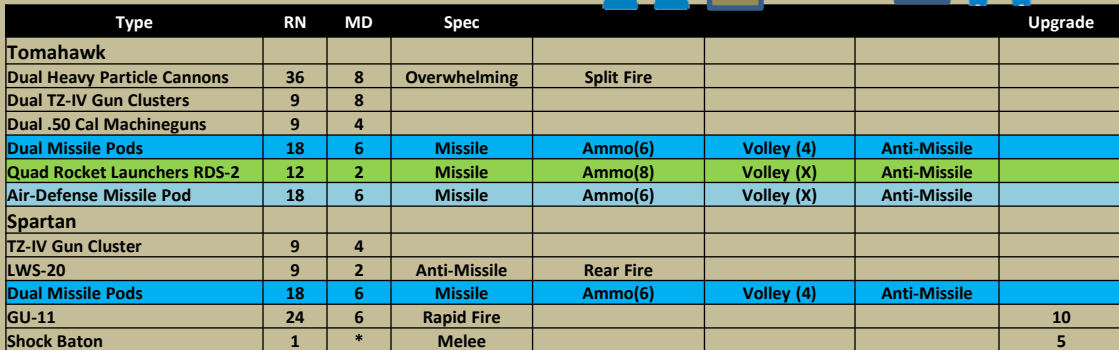 Type RN MD Spec Upgrade
Tomahawk
Dual Heavy Particle Cannons 36 8 Overwhelming Split Fire
Dual TZ-IV Gun Clusters 9 8
Dual .50 Cal Machineguns 9 4
Dual Missile Pods 18 6 Missile Ammo(6) Volley (4) Anti-Missile
Quad Rocket Launchers RDS-2 12 2 Missile Ammo(8) Volley (X) Anti-Missile
Air-Defense Missile Pod 18 6 Missile Ammo(6) Volley (X) Anti-Missile
Spartan
TZ-IV Gun Cluster 9 4
LWS-20 9 2 Anti-Missile Rear Fire
Dual Missile Pods 18 6 Missile Ammo(6) Volley (4) Anti-Missile
GU-11 24 6 Rapid Fire 10
Shock Baton 1 * Melee 5